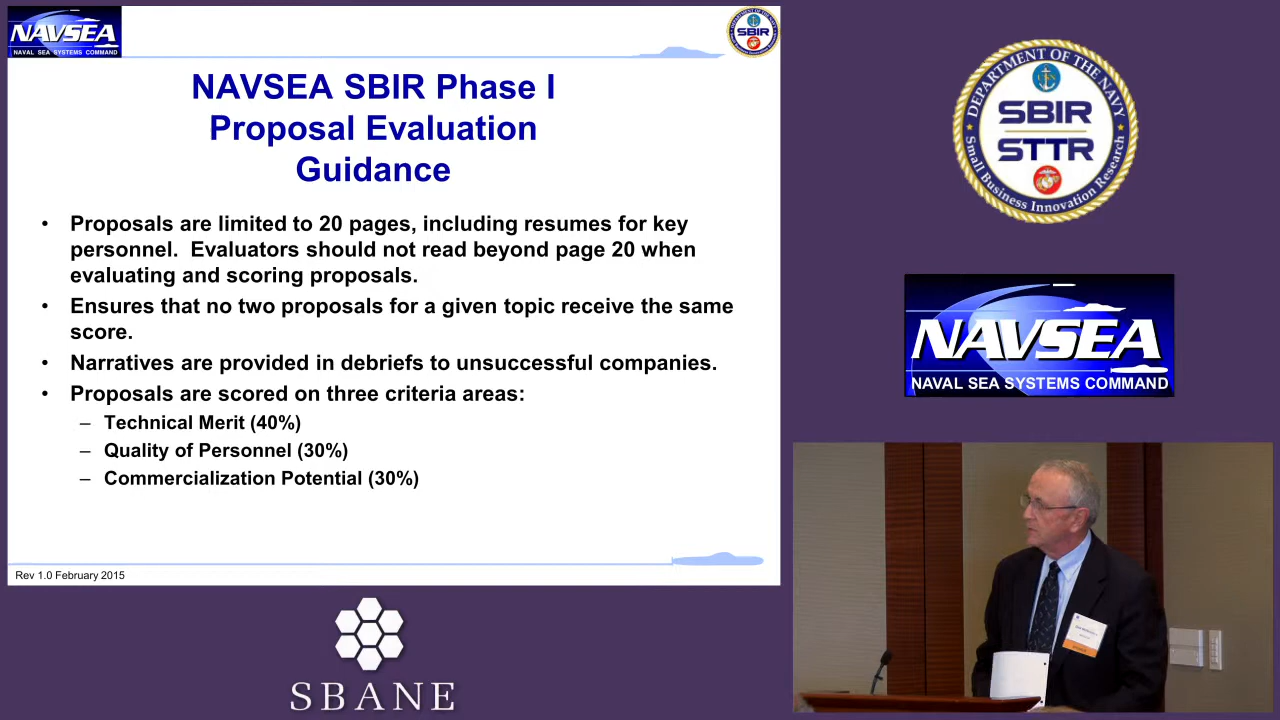 NAVSEA
NAVAL SEA SYSTEMS COMMAND
SBIR
NAVSEA SBIR Phase I
Proposal Evaluation
Guidance
• Proposals are limited to 20 pages, including resumes for key
personnel. Evaluators should not read beyond page 20 when
evaluating and scoring proposals.
• Ensures that no two proposals for a given topic receive the same
score.
• Narratives are provided in debriefs to unsuccessful companies.
• Proposals are scored on three criteria areas:
– Technical Merit (40%)
– Quality of Personnel (30%)
– Commercialization Potential (30%)
Rev 1.0 February 2015
SBANE
DEPARTMENT OF THE NAVY
SBIR
STTR
Small Business Innovation Research
NAVSEA
NAVAL SEA SYSTEMS COMMAND